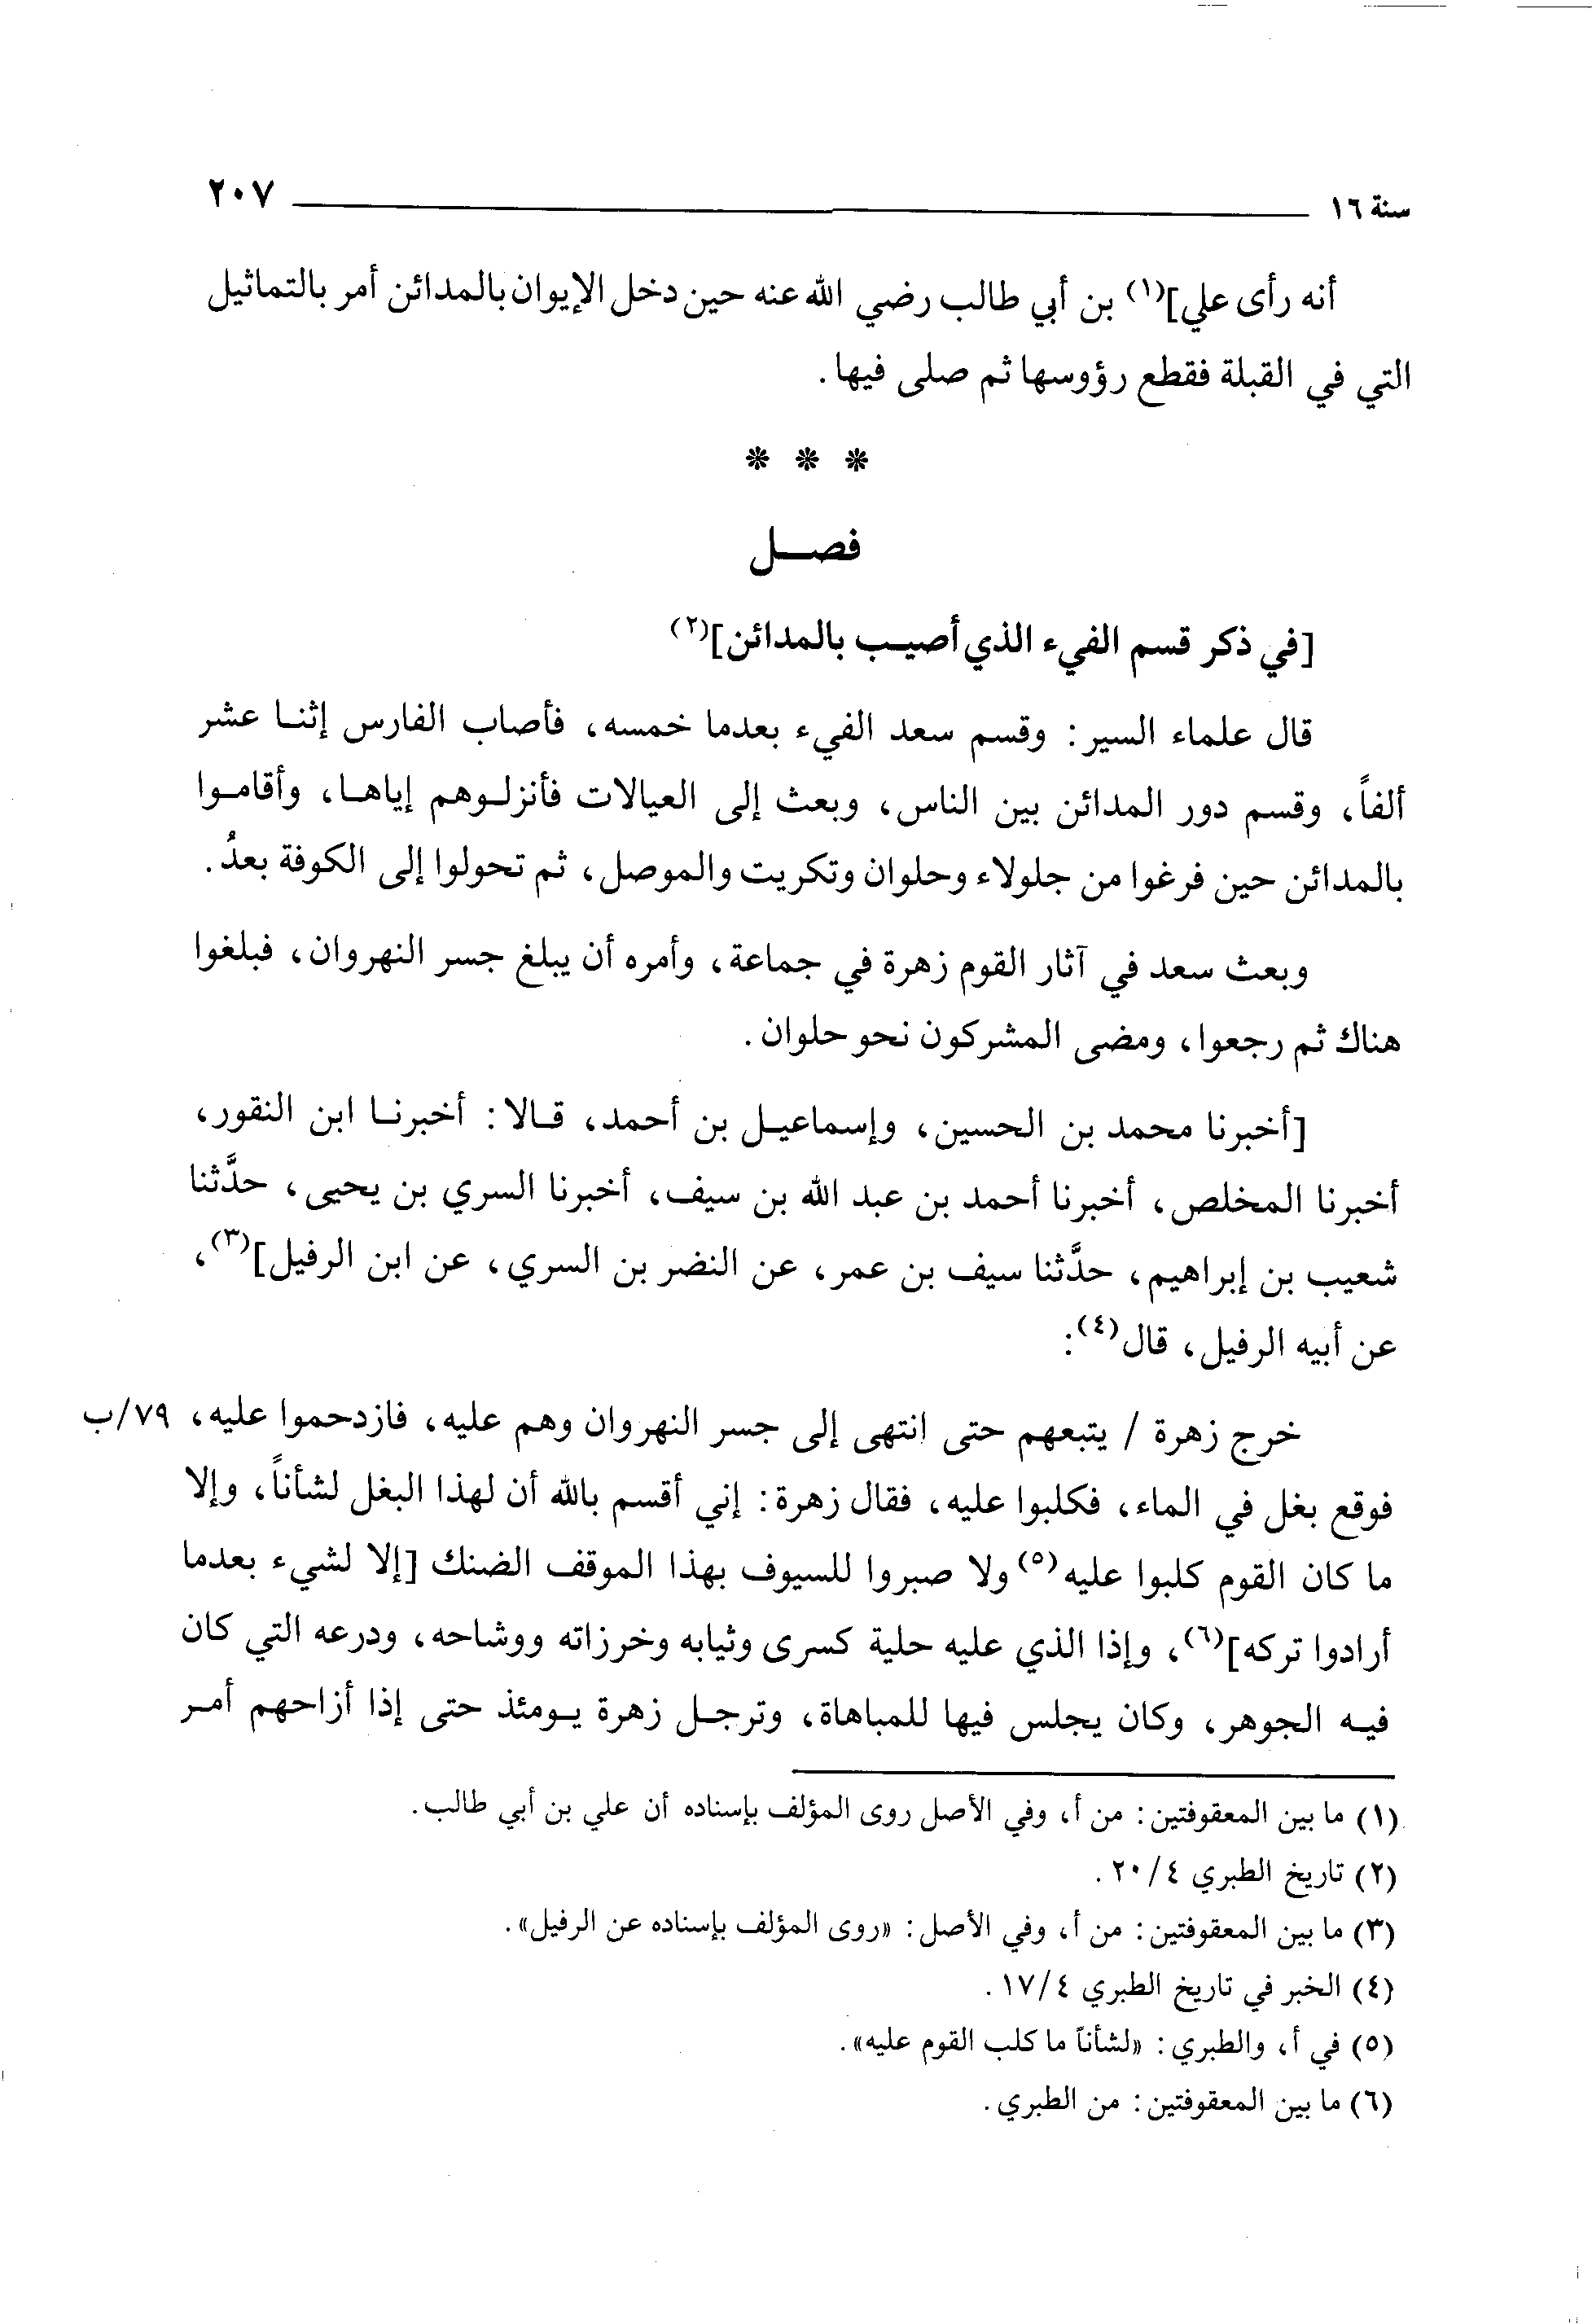 سنة ١٦ ٢٠٧
أنه رأى علي](١) بن أبي طالب رضي الله عنه حين دخل الإيوان بالمدائن أمر بالتماثيل
التي في القبلة فقطع رؤوسها ثم صلى فيها.
* * *
فصـــل
[في ذكر قسم الفيء الذي أصيب بالمدائن](٢)
قال علماء السير: وقسم سعد الفيء بعدما خمسه، فأصاب الفارس إثنا عشر
ألفاً، وقسم دور المدائن بين الناس، وبعث إلى العيالات فأنزلوهم إياها، وأقاموا
بالمدائن حين فرغوا من جلولاء وحلوان وتكريت والموصل، ثم تحولوا إلى الكوفة بعدُ.
وبعث سعد في آثار القوم زهرة في جماعة، وأمره أن يبلغ جسر النهروان، فبلغوا
هناك ثم رجعوا، ومضى المشركون نحو حلوان.
[أخبرنا محمد بن الحسين، وإسماعيل بن أحمد، قالا: أخبرنا ابن النقور،
أخبرنا المخلص، أخبرنا أحمد بن عبد الله بن سيف، أخبرنا السري بن يحيى، حدَّثنا
شعيب بن إبراهيم، حدَّثنا سيف بن عمر، عن النضر بن السري، عن ابن الرفيل](٣)،
عن أبيه الرفيل، قال(٤):
خرج زهرة / يتبعهم حتى انتهى إلى جسر النهروان وهم عليه، فازدحموا عليه، ٧٩/ب
فوقع بغل في الماء، فكلبوا عليه، فقال زهرة: إني أقسم بالله أن لهذا البغل لشأناً، وإلا
ما كان القوم كلبوا عليه(٥) ولا صبروا للسيوف بهذا الموقف الضنك [إلا لشيء بعدما
أرادوا تركه](٦)، وإذا الذي عليه حلية كسرى وثيابه وخرزاته ووشاحه، ودرعه التي كان
فيه الجوهر، وكان يجلس فيها للمباهاة، وترجل زهرة يومئذ حتى إذا أزاحهم أمر
(١) ما بين المعقوفتين: من أ، وفي الأصل روى المؤلف بإسناده أن علي بن أبي طالب.
(٢) تاريخ الطبري ٢٠/٤.
(٣) ما بين المعقوفتين: من أ، وفي الأصل: «روى المؤلف بإسناده عن الرفيل».
(٤) الخبر في تاريخ الطبري ١٧/٤.
(٥) في أ، والطبري: «لشأناً ما كلب القوم عليه».
(٦) ما بين المعقوفتين: من الطبري.